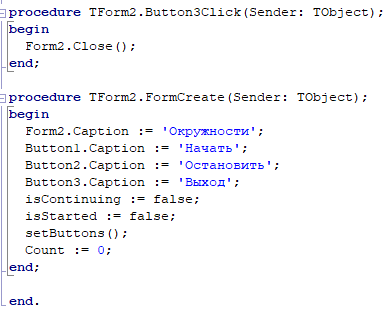 procedure TForm2.Button3Click(Sender: TObject);
begin
  Form2.Close();
end;

procedure TForm2.FormCreate(Sender: TObject);
begin
  Form2.Caption := 'Окружности';
  Button1.Caption := 'Начать';
  Button2.Caption := 'Остановить';
  Button3.Caption := 'Выход';
  isContinuing := false;
  isStarted := false;
  setButtons();
  Count := 0;
end;

end.